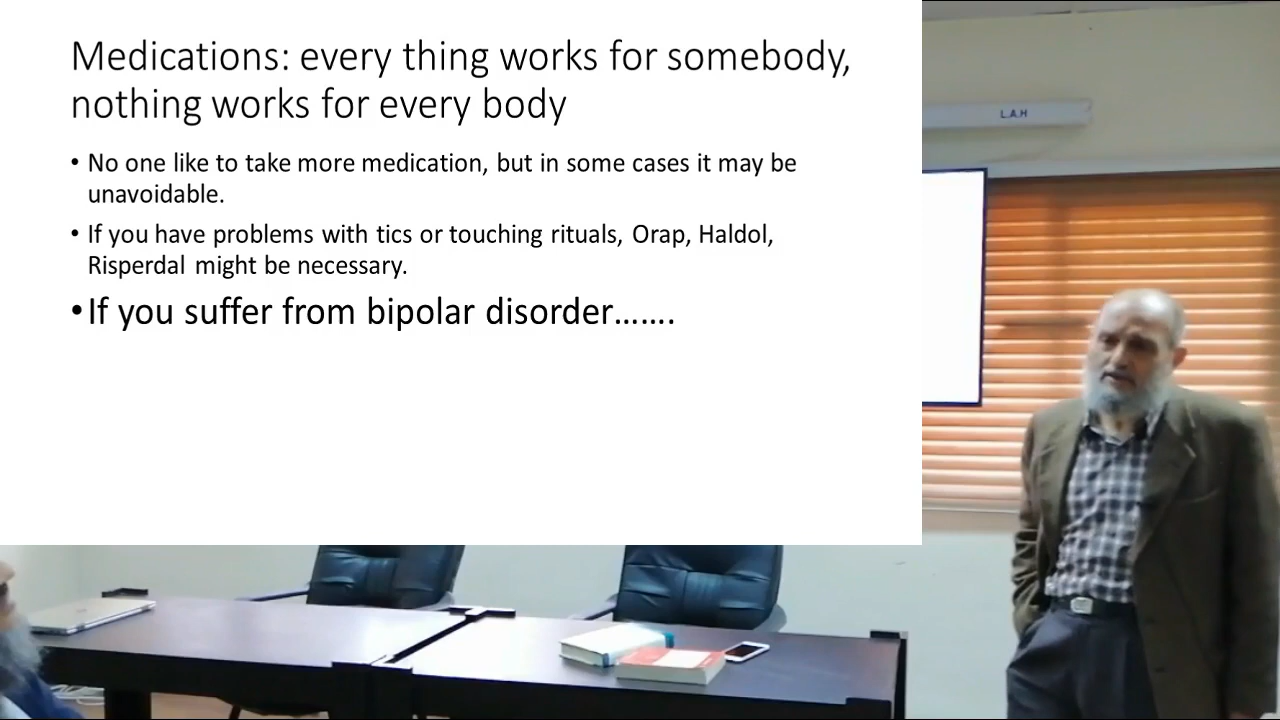 Medications: every thing works for somebody,
nothing works for every body
• No one like to take more medication, but in some cases it may be
unavoidable.
• If you have problems with tics or touching rituals, Orap, Haldol,
Risperdal might be necessary.
• If you suffer from bipolar disorder…….
L.A.H